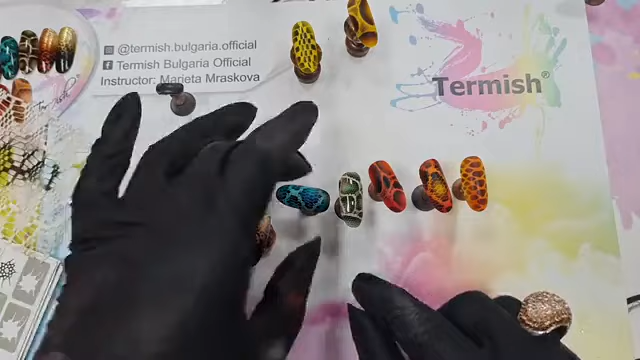 @termish.bulgaria.official
Termish Bulgaria Official
Instructor: Marieta Mraskova
Termish®